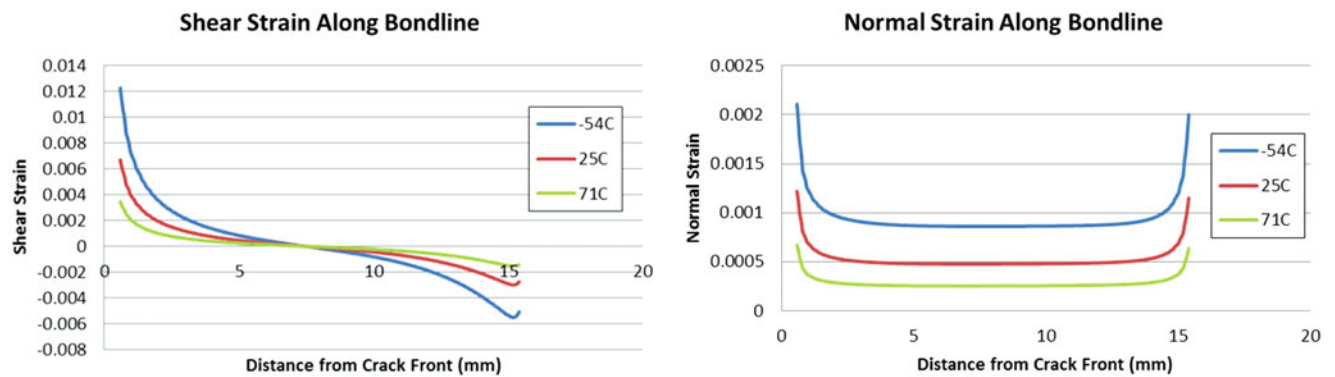 Shear Strain Along Bondline
0.014
0.012
0.01
0.008
0.006
0.004
0.002
0
-0.002
-0.004
-0.006
-0.008
Shear Strain
0
5
10
15
20
Distance from Crack Front (mm)
-54C
25C
71C
Normal Strain Along Bondline
0.0025
0.002
0.0015
0.001
0.0005
0
Normal Strain
0
5
10
15
20
Distance from Crack Front (mm)
-54C
25C
71C